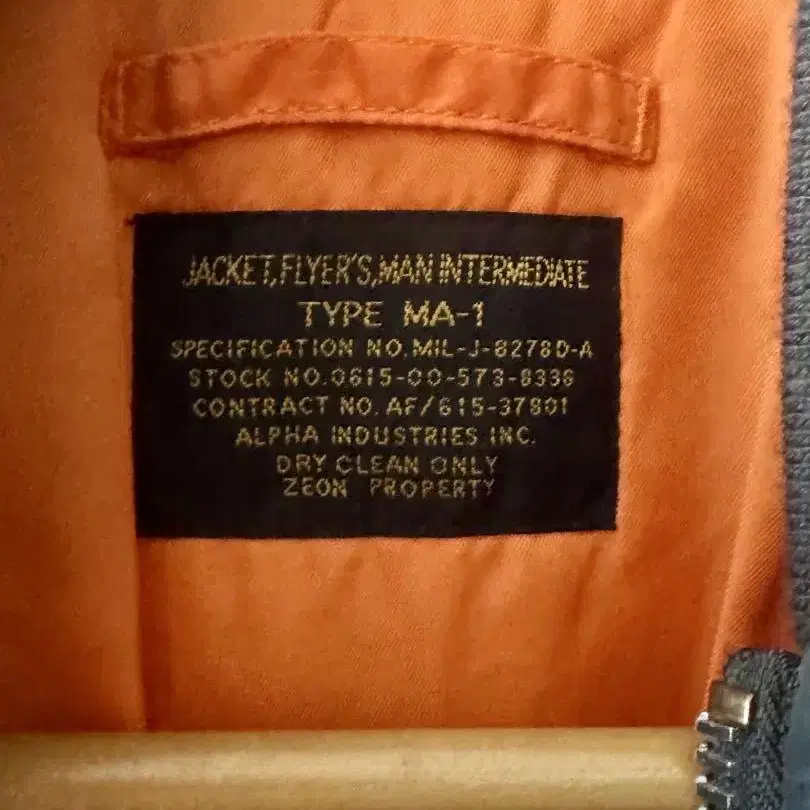 JACKET,FLYER'S,MAN INTERMEDIATE
TYPE MA-1
SPECIFICATION NO.MIL-J-8278D-A
STOCK NO.0615-00-573-8336
CONTRACT NO. AF/615-37801
ALPHA INDUSTRIES INC.
DRY CLEAN ONLY
ZEON PROPERTY